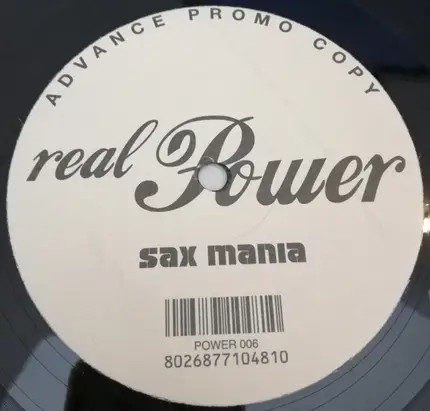 ADVANCE PROMO COPY
real Power
sax mania
POWER 006
8026877104810